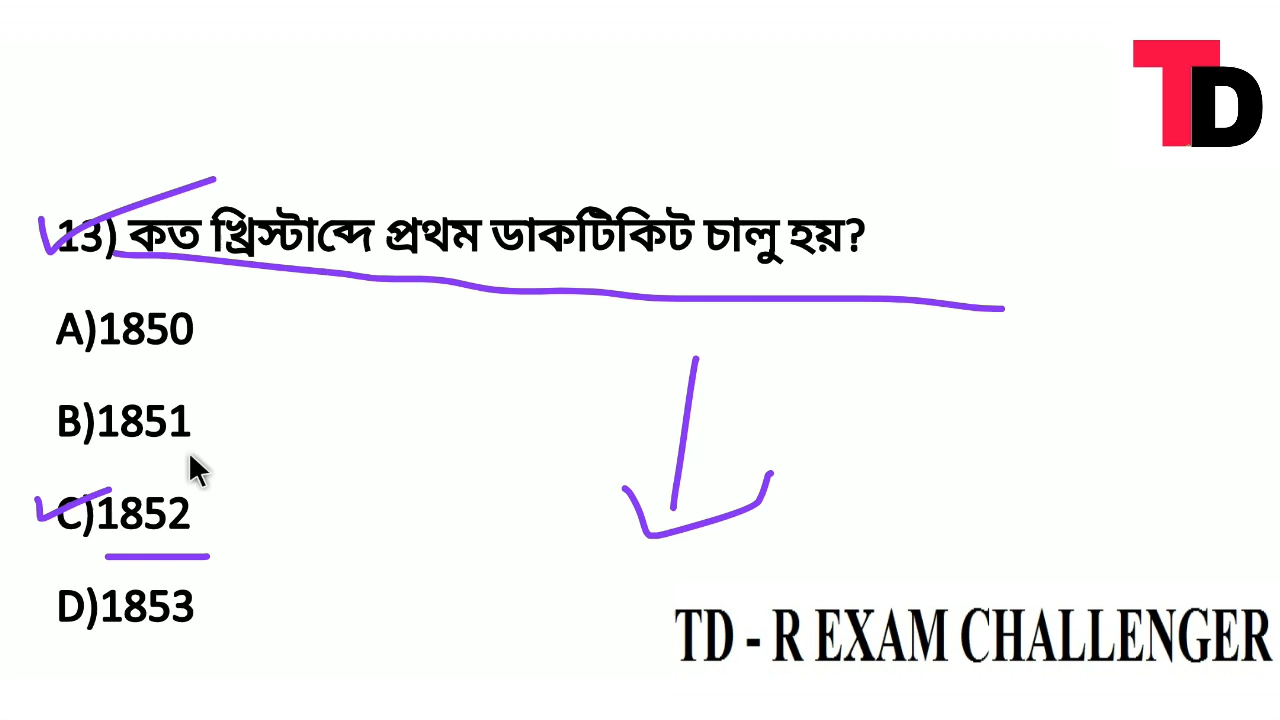 TD
13) কত খ্রিস্টাব্দে প্রথম ডাকটিকিট চালু হয়?
A)1850
B)1851
C)1852
D)1853
TD - R EXAM CHALLENGER